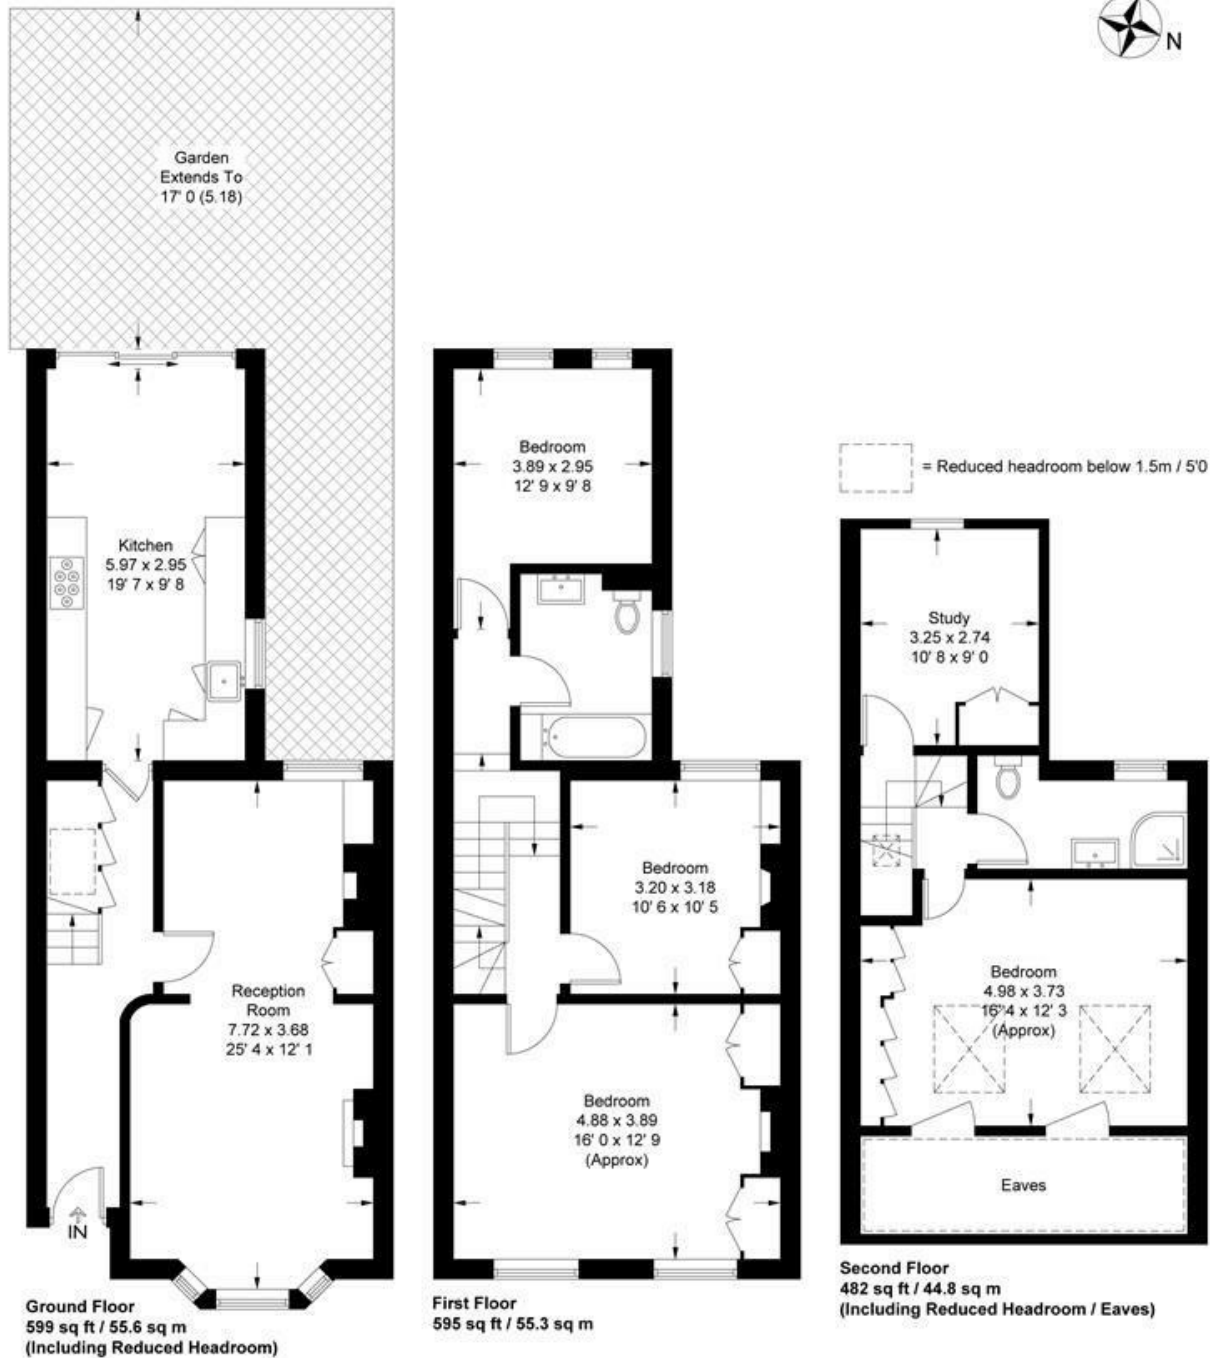 N
Garden
Extends To
17' 0 (5.18)
Kitchen
5.97 x 2.95
19' 7 x 9' 8
Reception
Room
7.72 x 3.68
25' 4 x 12' 1
IN
Ground Floor
599 sq ft / 55.6 sq m
(Including Reduced Headroom)
Bedroom
3.89 x 2.95
12' 9 x 9' 8
Bedroom
3.20 x 3.18
10' 6 x 10' 5
Bedroom
4.88 x 3.89
16' 0 x 12' 9
(Approx)
First Floor
595 sq ft / 55.3 sq m
= Reduced headroom below 1.5m / 5'0
Study
3.25 x 2.74
10' 8 x 9' 0
Bedroom
4.98 x 3.73
16' 4 x 12' 3
(Approx)
Eaves
Second Floor
482 sq ft / 44.8 sq m
(Including Reduced Headroom / Eaves)